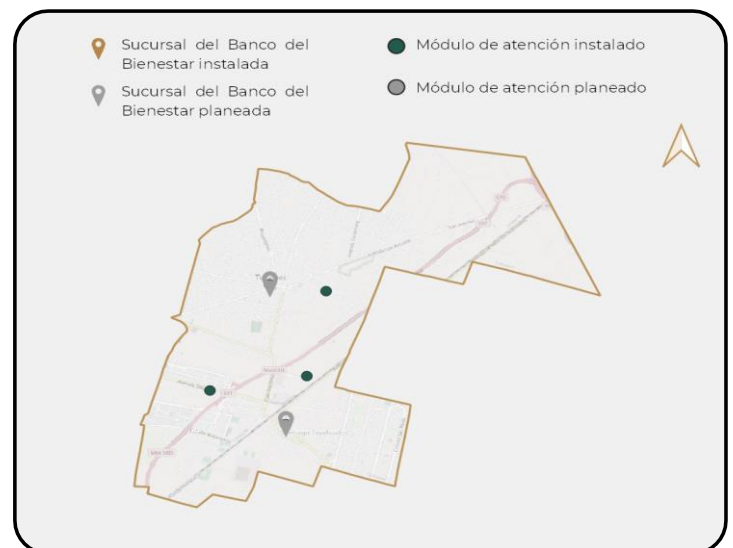 Sucursal del Banco del
Bienestar instalada
Sucursal del Banco del
Bienestar planeada
Módulo de atención instalado
Módulo de atención planeado